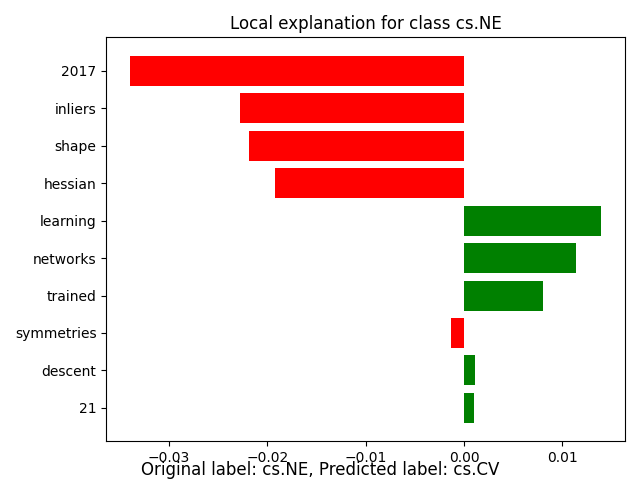 Local explanation for class cs.NE
2017
inliers
shape
hessian
learning
networks
trained
symmetries
descent
21
−0.03 −0.02 −0.01 0.00 0.01
Original label: cs.NE, Predicted label: cs.CV